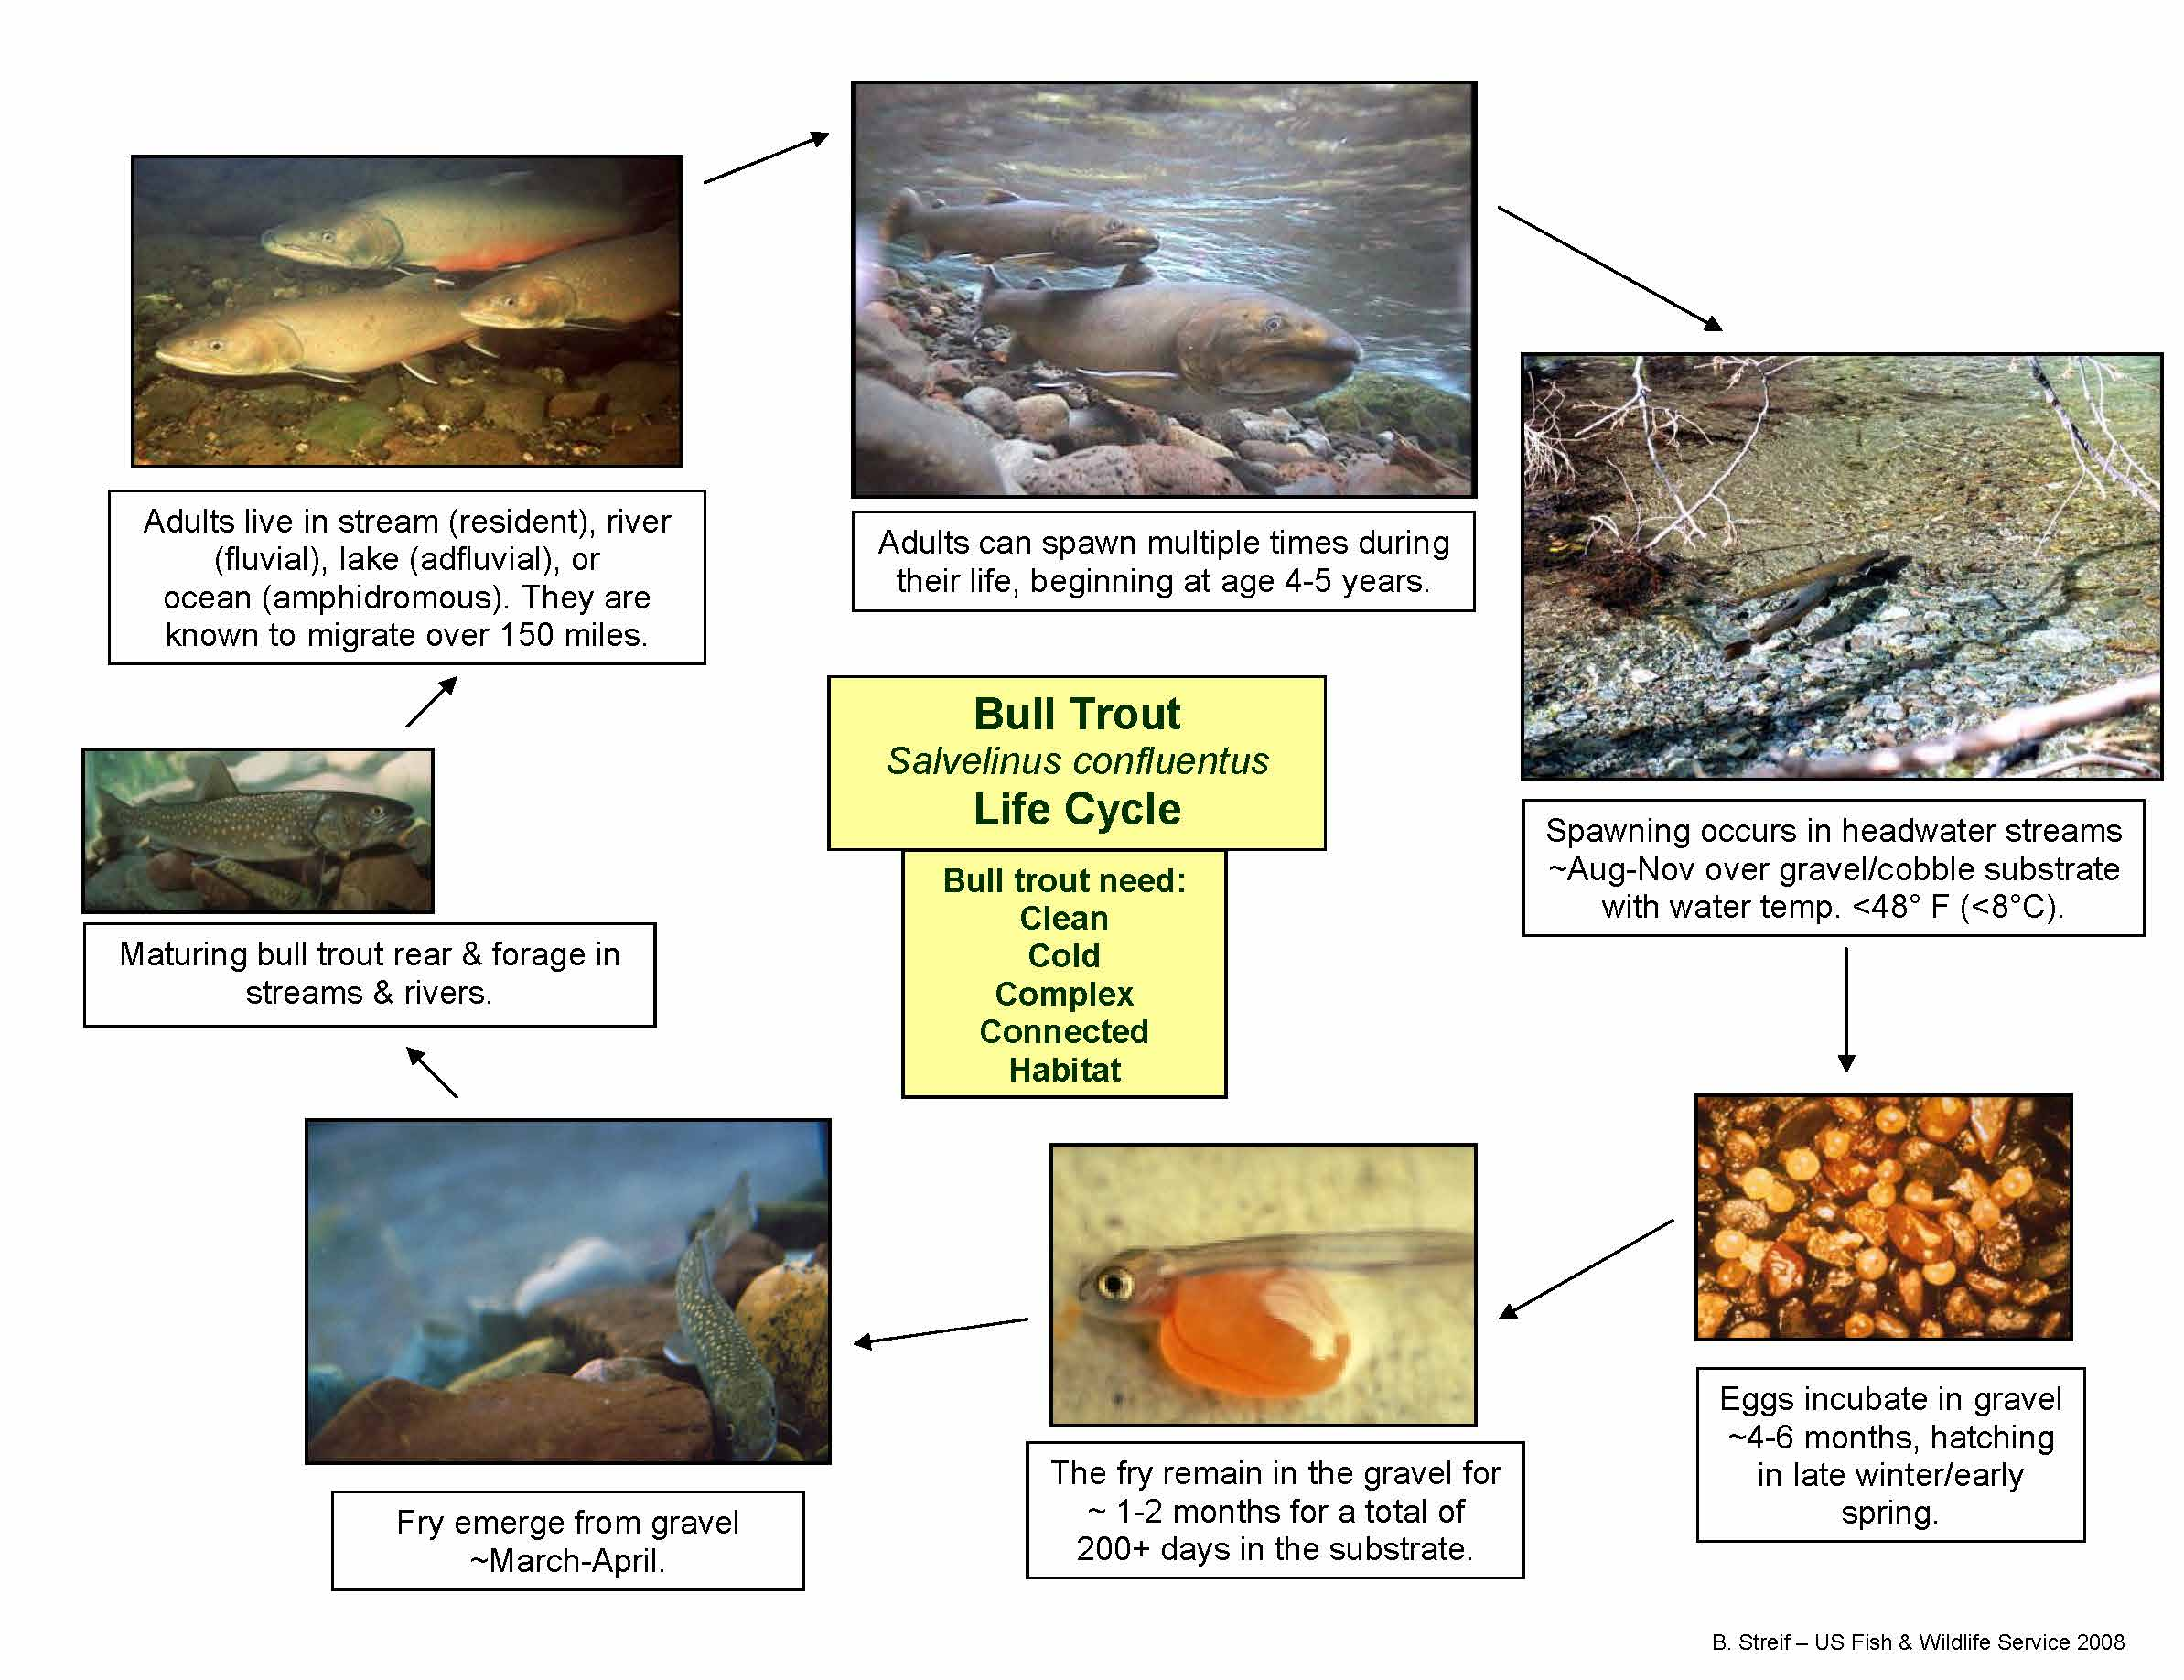 Adults live in stream (resident), river
(fluvial), lake (adfluvial), or
ocean (amphidromous). They are
known to migrate over 150 miles.
Adults can spawn multiple times during
their life, beginning at age 4-5 years.
Bull Trout
Salvelinus confluentus
Life Cycle
Bull trout need:
Clean
Cold
Complex
Connected
Habitat
Spawning occurs in headwater streams
~Aug-Nov over gravel/cobble substrate
with water temp. <48° F (<8°C).
Maturing bull trout rear & forage in
streams & rivers.
Eggs incubate in gravel
~4-6 months, hatching
in late winter/early
spring.
The fry remain in the gravel for
~ 1-2 months for a total of
200+ days in the substrate.
Fry emerge from gravel
~March-April.
B. Streif – US Fish & Wildlife Service 2008